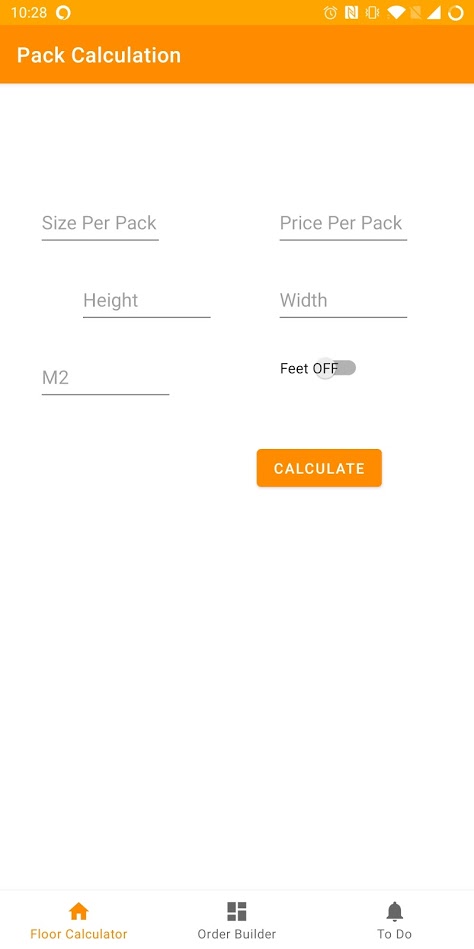 10:28
Pack Calculation
Size Per Pack
Price Per Pack
Height
Width
M2
Feet OFF
CALCULATE
Floor Calculator
Order Builder
To Do